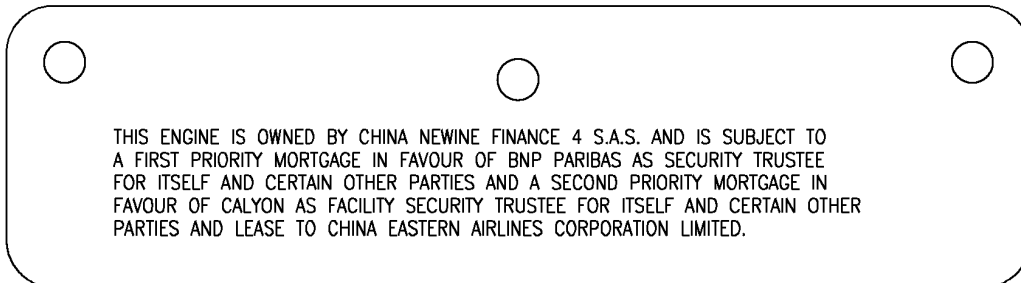 THIS ENGINE IS OWNED BY CHINA NEWINE FINANCE 4 S.A.S. AND IS SUBJECT TO
A FIRST PRIORITY MORTGAGE IN FAVOUR OF BNP PARIBAS AS SECURITY TRUSTEE
FOR ITSELF AND CERTAIN OTHER PARTIES AND A SECOND PRIORITY MORTGAGE IN
FAVOUR OF CALYON AS FACILITY SECURITY TRUSTEE FOR ITSELF AND CERTAIN OTHER
PARTIES AND LEASE TO CHINA EASTERN AIRLINES CORPORATION LIMITED.